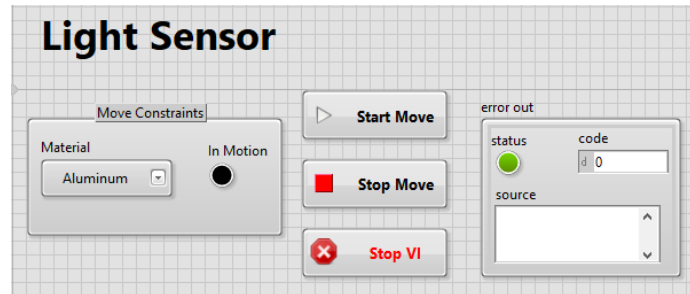 Light Sensor
Move Constraints
Material
In Motion
Aluminum
Start Move
Stop Move
Stop VI
error out
status
code
d 0
source